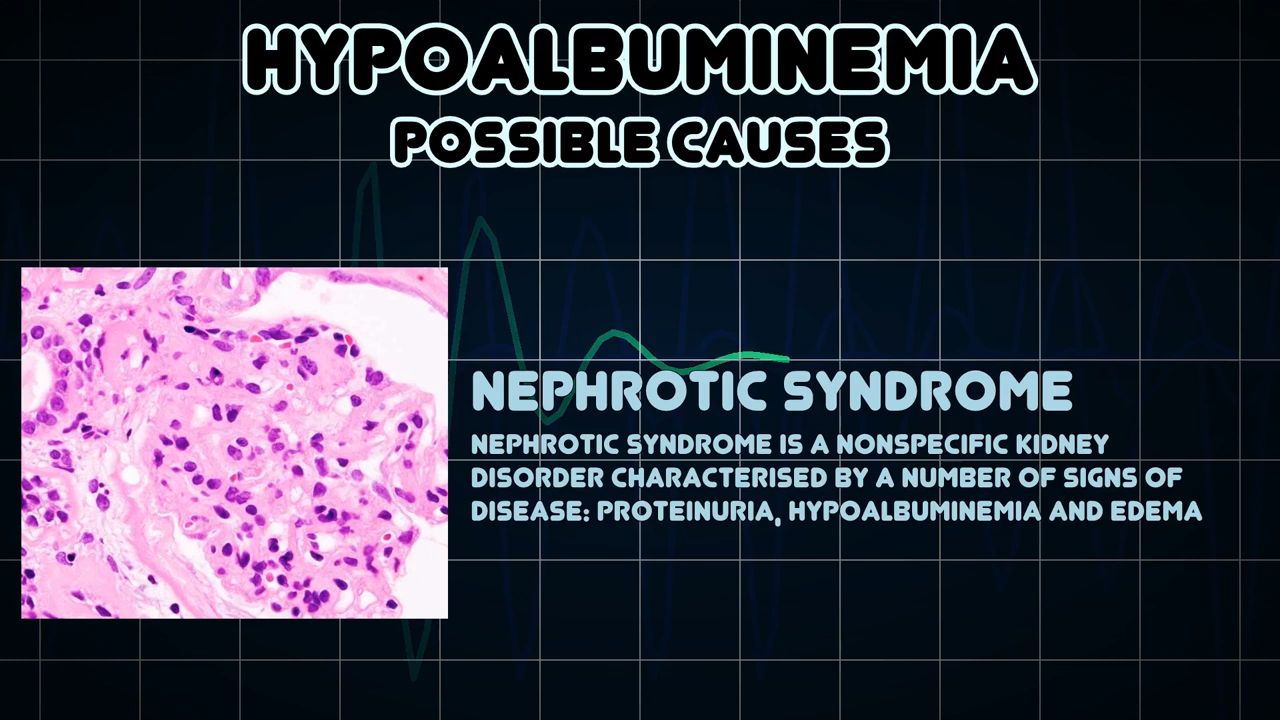 HYPOALBUMINEMIA
POSSIBLE CAUSES
NEPHROTIC SYNDROME
NEPHROTIC SYNDROME IS A NONSPECIFIC KIDNEY
DISORDER CHARACTERISED BY A NUMBER OF SIGNS OF
DISEASE: PROTEINURIA, HYPOALBUMINEMIA AND EDEMA